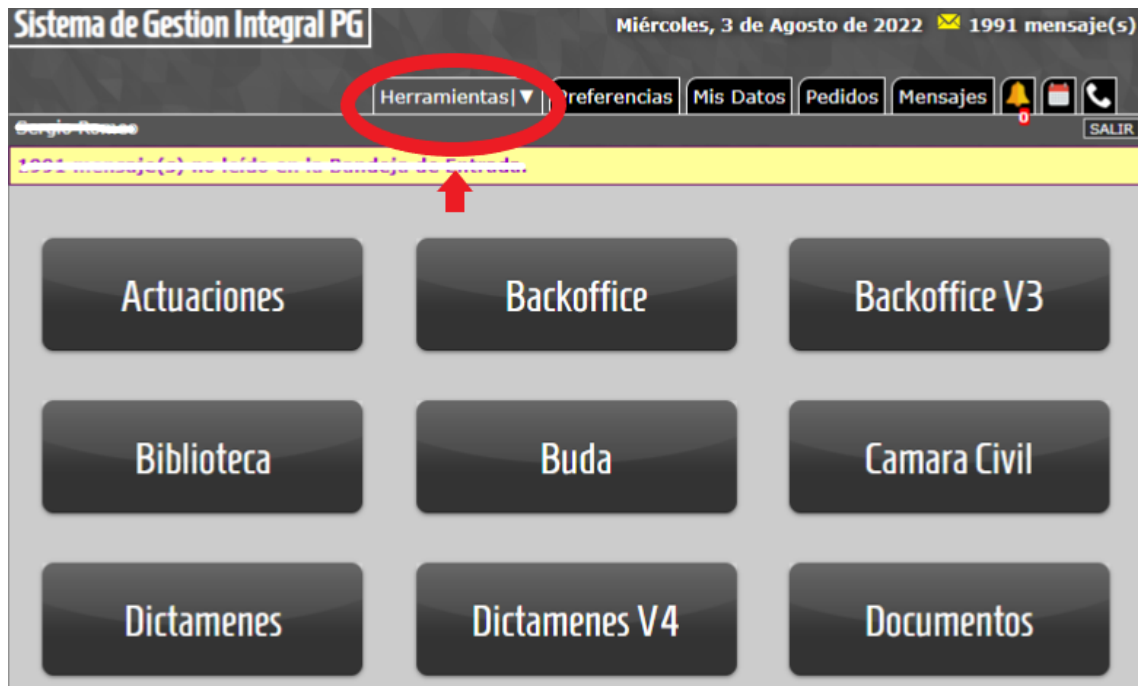 Sistema de Gestion Integral PG
Miércoles, 3 de Agosto de 2022 1991 mensaje(s)
Herramientas|▼ Preferencias Mis Datos Pedidos Mensajes
0
SALIR
1991 mensaje(s) no leído en la Bandeja de Entrada.
Actuaciones Backoffice Backoffice V3
Biblioteca Buda Camara Civil
Dictamenes Dictamenes V4 Documentos